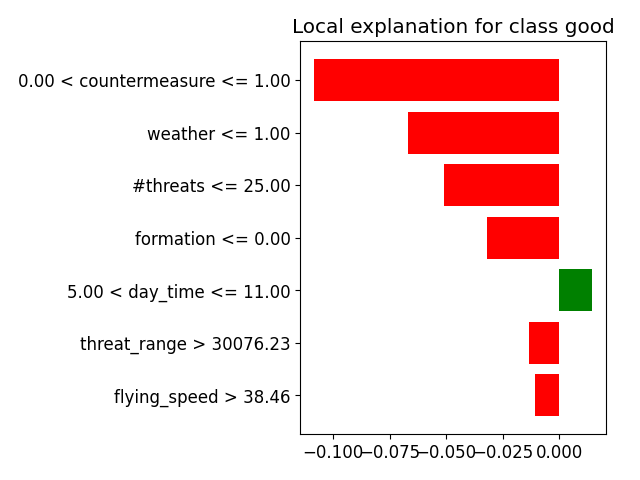 Local explanation for class good
0.00 < countermeasure <= 1.00
weather <= 1.00
#threats <= 25.00
formation <= 0.00
5.00 < day_time <= 11.00
threat_range > 30076.23
flying_speed > 38.46
−0.100−0.075−0.050−0.025 0.000